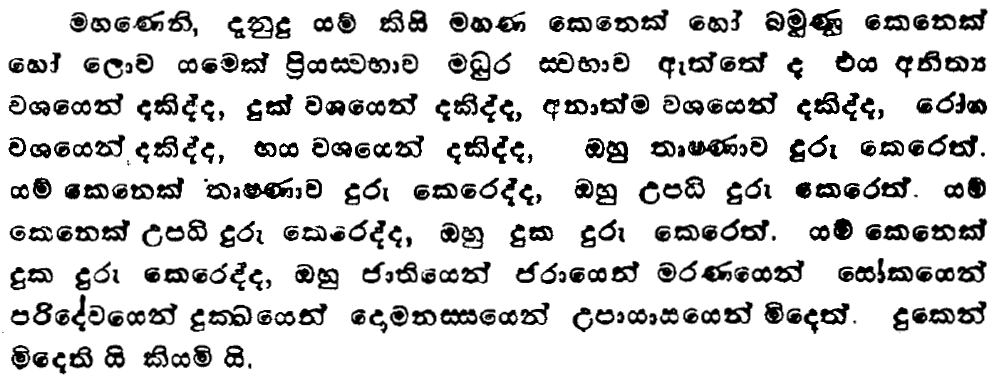 මහණෙනි, දැනුදු යම් කිසි මහණ කෙනෙක් හෝ බමුණු කෙනෙක්
හෝ ලොව යමෙක් ප්‍රියස්වභාව මධුර ස්වභාව ඇත්තේ ද එය අනිත්‍ය
වශයෙන් දකිද්ද, දුක් වශයෙන් දකිද්ද, අනාත්ම වශයෙන් දකිද්ද, රෝග
වශයෙන් දකිද්ද, භය වශයෙන් දකිද්ද, ඔහු තෘෂණාව දුරු කෙරෙත්.
යම් කෙනෙක් තෘෂණාව දුරු කෙරෙද්ද, ඔහු උපධි දුරු කෙරෙත්. යම්
කෙනෙක් උපධි දුරු කෙරෙද්ද, ඔහු දුක දුරු කෙරෙත්. යම් කෙනෙක්
දුක දුරු කෙරෙද්ද, ඔහු ජාතියෙන් ජරායෙන් මරණයෙන් සෝකයෙන්
පරිදේවයෙන් දුක්ඛයෙන් දොමනස්සයෙන් උපායාසයෙන් මිදෙත්. දුකෙන්
මිදෙති යි කියමි යි.